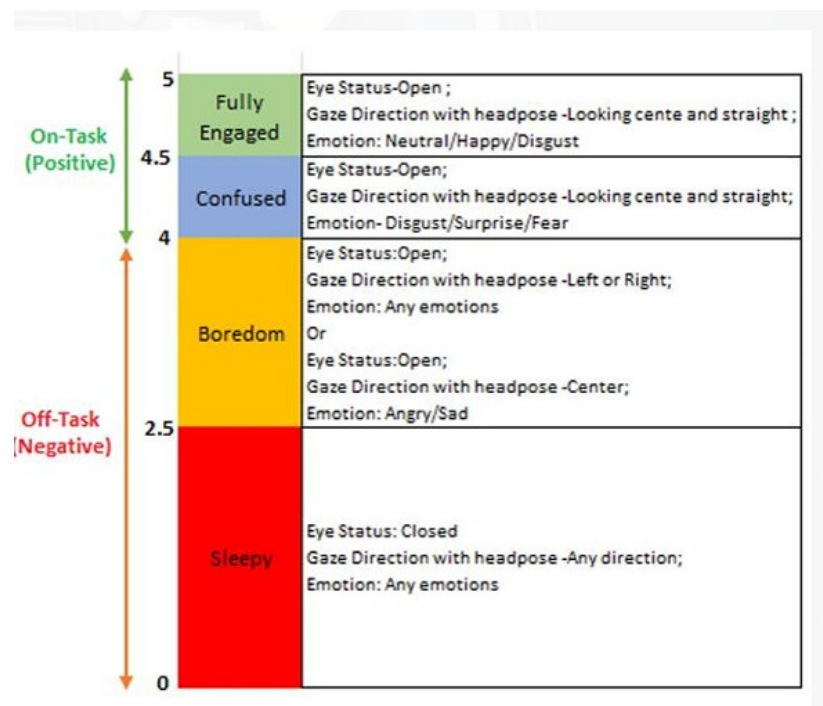 5
Fully
Engaged
Eye Status-Open ;
Gaze Direction with headpose -Looking cente and straight ;
Emotion: Neutral/Happy/Disgust
On-Task
(Positive)
4.5
Confused
Eye Status-Open;
Gaze Direction with headpose -Looking cente and straight;
Emotion- Disgust/Surprise/Fear
4
Boredom
Eye Status:Open;
Gaze Direction with headpose -Left or Right;
Emotion: Any emotions
Or
Eye Status:Open;
Gaze Direction with headpose -Center;
Emotion: Angry/Sad
Off-Task
(Negative)
2.5
Sleepy
Eye Status: Closed
Gaze Direction with headpose -Any direction;
Emotion: Any emotions
0